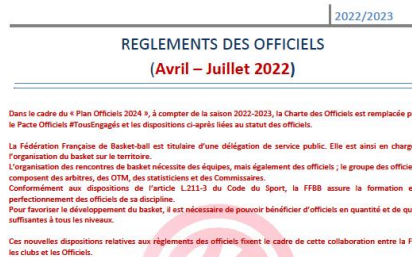 2022/2023
REGLEMENTS DES OFFICIELS
(Avril – Juillet 2022)
Dans le cadre du « Plan Officiels 2024 », à compter de la saison 2022-2023, la Charte des Officiels est remplacée p
le Pacte Officiels #TousEngagés et les dispositions ci-après liées au statut des officiels.
La Fédération Française de Basket-ball est titulaire d'une délégation de service public. Elle est ainsi en charg
l'organisation du basket sur le territoire.
L'organisation des rencontres de basket nécessite des équipes, mais également des officiels ; le groupe des officie
composent des arbitres, des OTM, des statisticiens et des Commissaires.
Conformément aux dispositions de l'article L.211-3 du Code du Sport, la FFBB assure la formation e
perfectionnement des officiels de sa discipline.
Pour favoriser le développement du basket, il est nécessaire de pouvoir bénéficier d'officiels en quantité et de qu
suffisantes à tous les niveaux.
Ces nouvelles dispositions relatives aux règlements des officiels fixent le cadre de cette collaboration entre la F
les clubs et les Officiels.